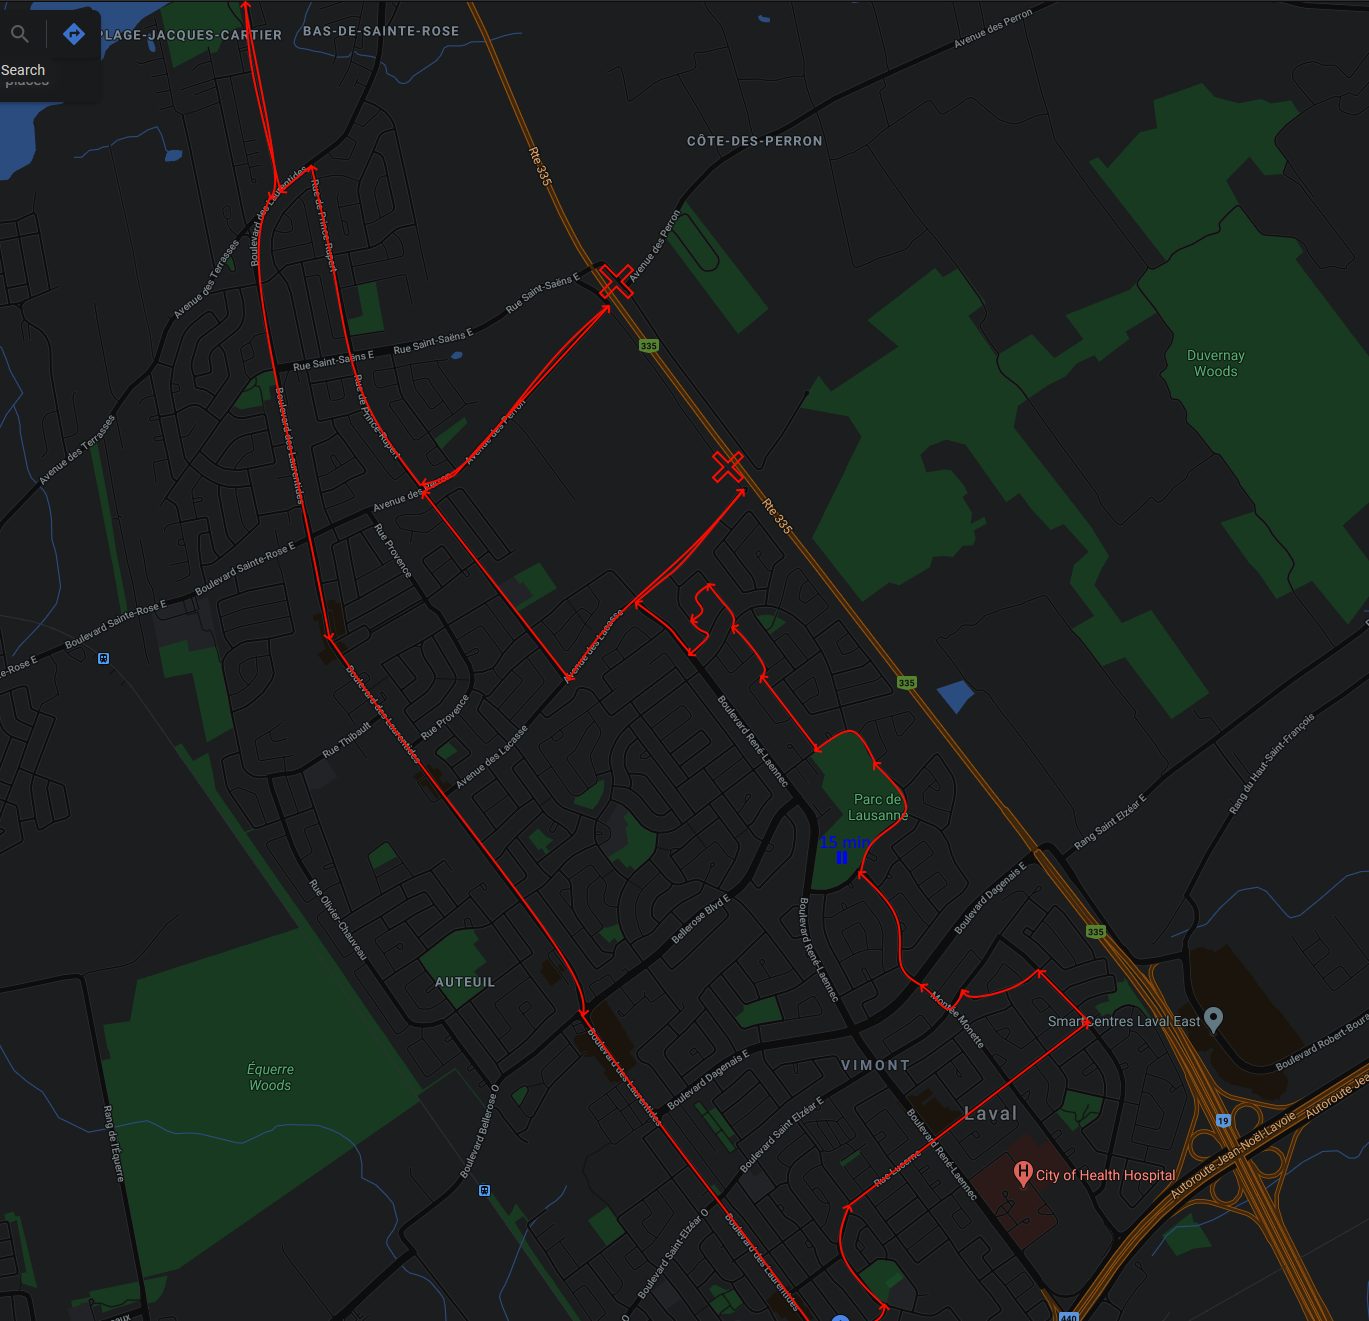 PLAGE-JACQUES-CARTIER
BAS-DE-SAINTE-ROSE
Search
places
Avenue des Perron
Rte 335
CÔTE-DES-PERRON
Boulevard des Laurentides
Rue de Prince-Rupert
Avenue des Perron
Avenue des Terrasses
Rue Saint-Saëns E
Rue Saint-Saëns E
Rue Saint-Saëns E
335
Duvernay
Woods
Rue de Prince-Rupert
Boulevard des Laurentides
Avenue des Perron
Avenue des Terrasses
Avenue des Perron
Rte 335
Rue Provence
Boulevard Sainte-Rose E
Boulevard Sainte-Rose E
te-Rose E
Avenue des Lacasse
335
Boulevard des Laurentides
Rue Provence
Rue Thibault
Avenue des Lacasse
Boulevard René-Laennec
Rang du Haut-Saint-François
Parc de
Lausanne
15 min
Rang Saint Elzéar E
Boulevard Dagenais E
Rue Olivier-Chauveau
Bellerose Blvd E
Boulevard René-Laennec
335
AUTEUIL
Montée Monette
SmartCentres Laval East
Boulevard Robert-Boura
Équerre
Woods
Boulevard des Laurentides
Boulevard Dagenais E
VIMONT
Laval
19
Rang de l'Équerre
Boulevard Bellerose O
Boulevard Saint Elzéar E
Boulevard René-Laennec
Autoroute Jea
Autoroute Jean-Noël-Lavoie
Rue Lucerne
H
City of Health Hospital
Boulevard Saint-Elzéar O
Boulevard des Laurentides
440